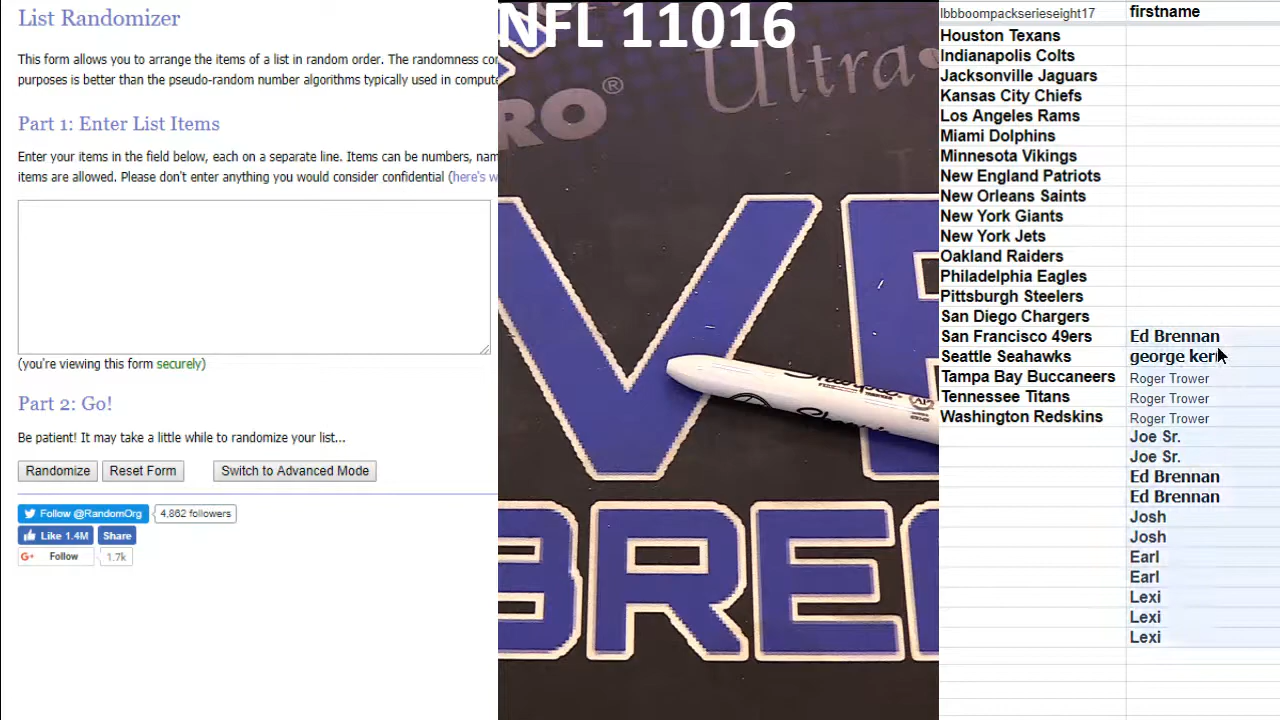 List Randomizer
This form allows you to arrange the items of a list in random order. The randomness
purposes is better than the pseudo-random number algorithms typically used in
Part 1: Enter List Items
Enter your items in the field below, each on a separate line. Items can be numbers,
items are allowed. Please don't enter anything you would consider confidential (here's
(you're viewing this form securely)
Part 2: Go!
Be patient! It may take a little while to randomize your list...
Randomize Reset Form Switch to Advanced Mode
Follow @RandomOrg 4,862 followers
Like 1.4M Share
G+ Follow 1.7k
NFL 11016
Ultra
RO®
V
BRE
Sharpie
lbbboompackserieseight17 firstname
Houston Texans
Indianapolis Colts
Jacksonville Jaguars
Kansas City Chiefs
Los Angeles Rams
Miami Dolphins
Minnesota Vikings
New England Patriots
New Orleans Saints
New York Giants
New York Jets
Oakland Raiders
Philadelphia Eagles
Pittsburgh Steelers
San Diego Chargers
San Francisco 49ers Ed Brennan
Seattle Seahawks george
Tampa Bay Buccaneers Roger Trower
Tennessee Titans Roger Trower
Washington Redskins Roger Trower
Joe Sr.
Joe Sr.
Ed Brennan
Ed Brennan
Josh
Josh
Earl
Earl
Lexi
Lexi
Lexi